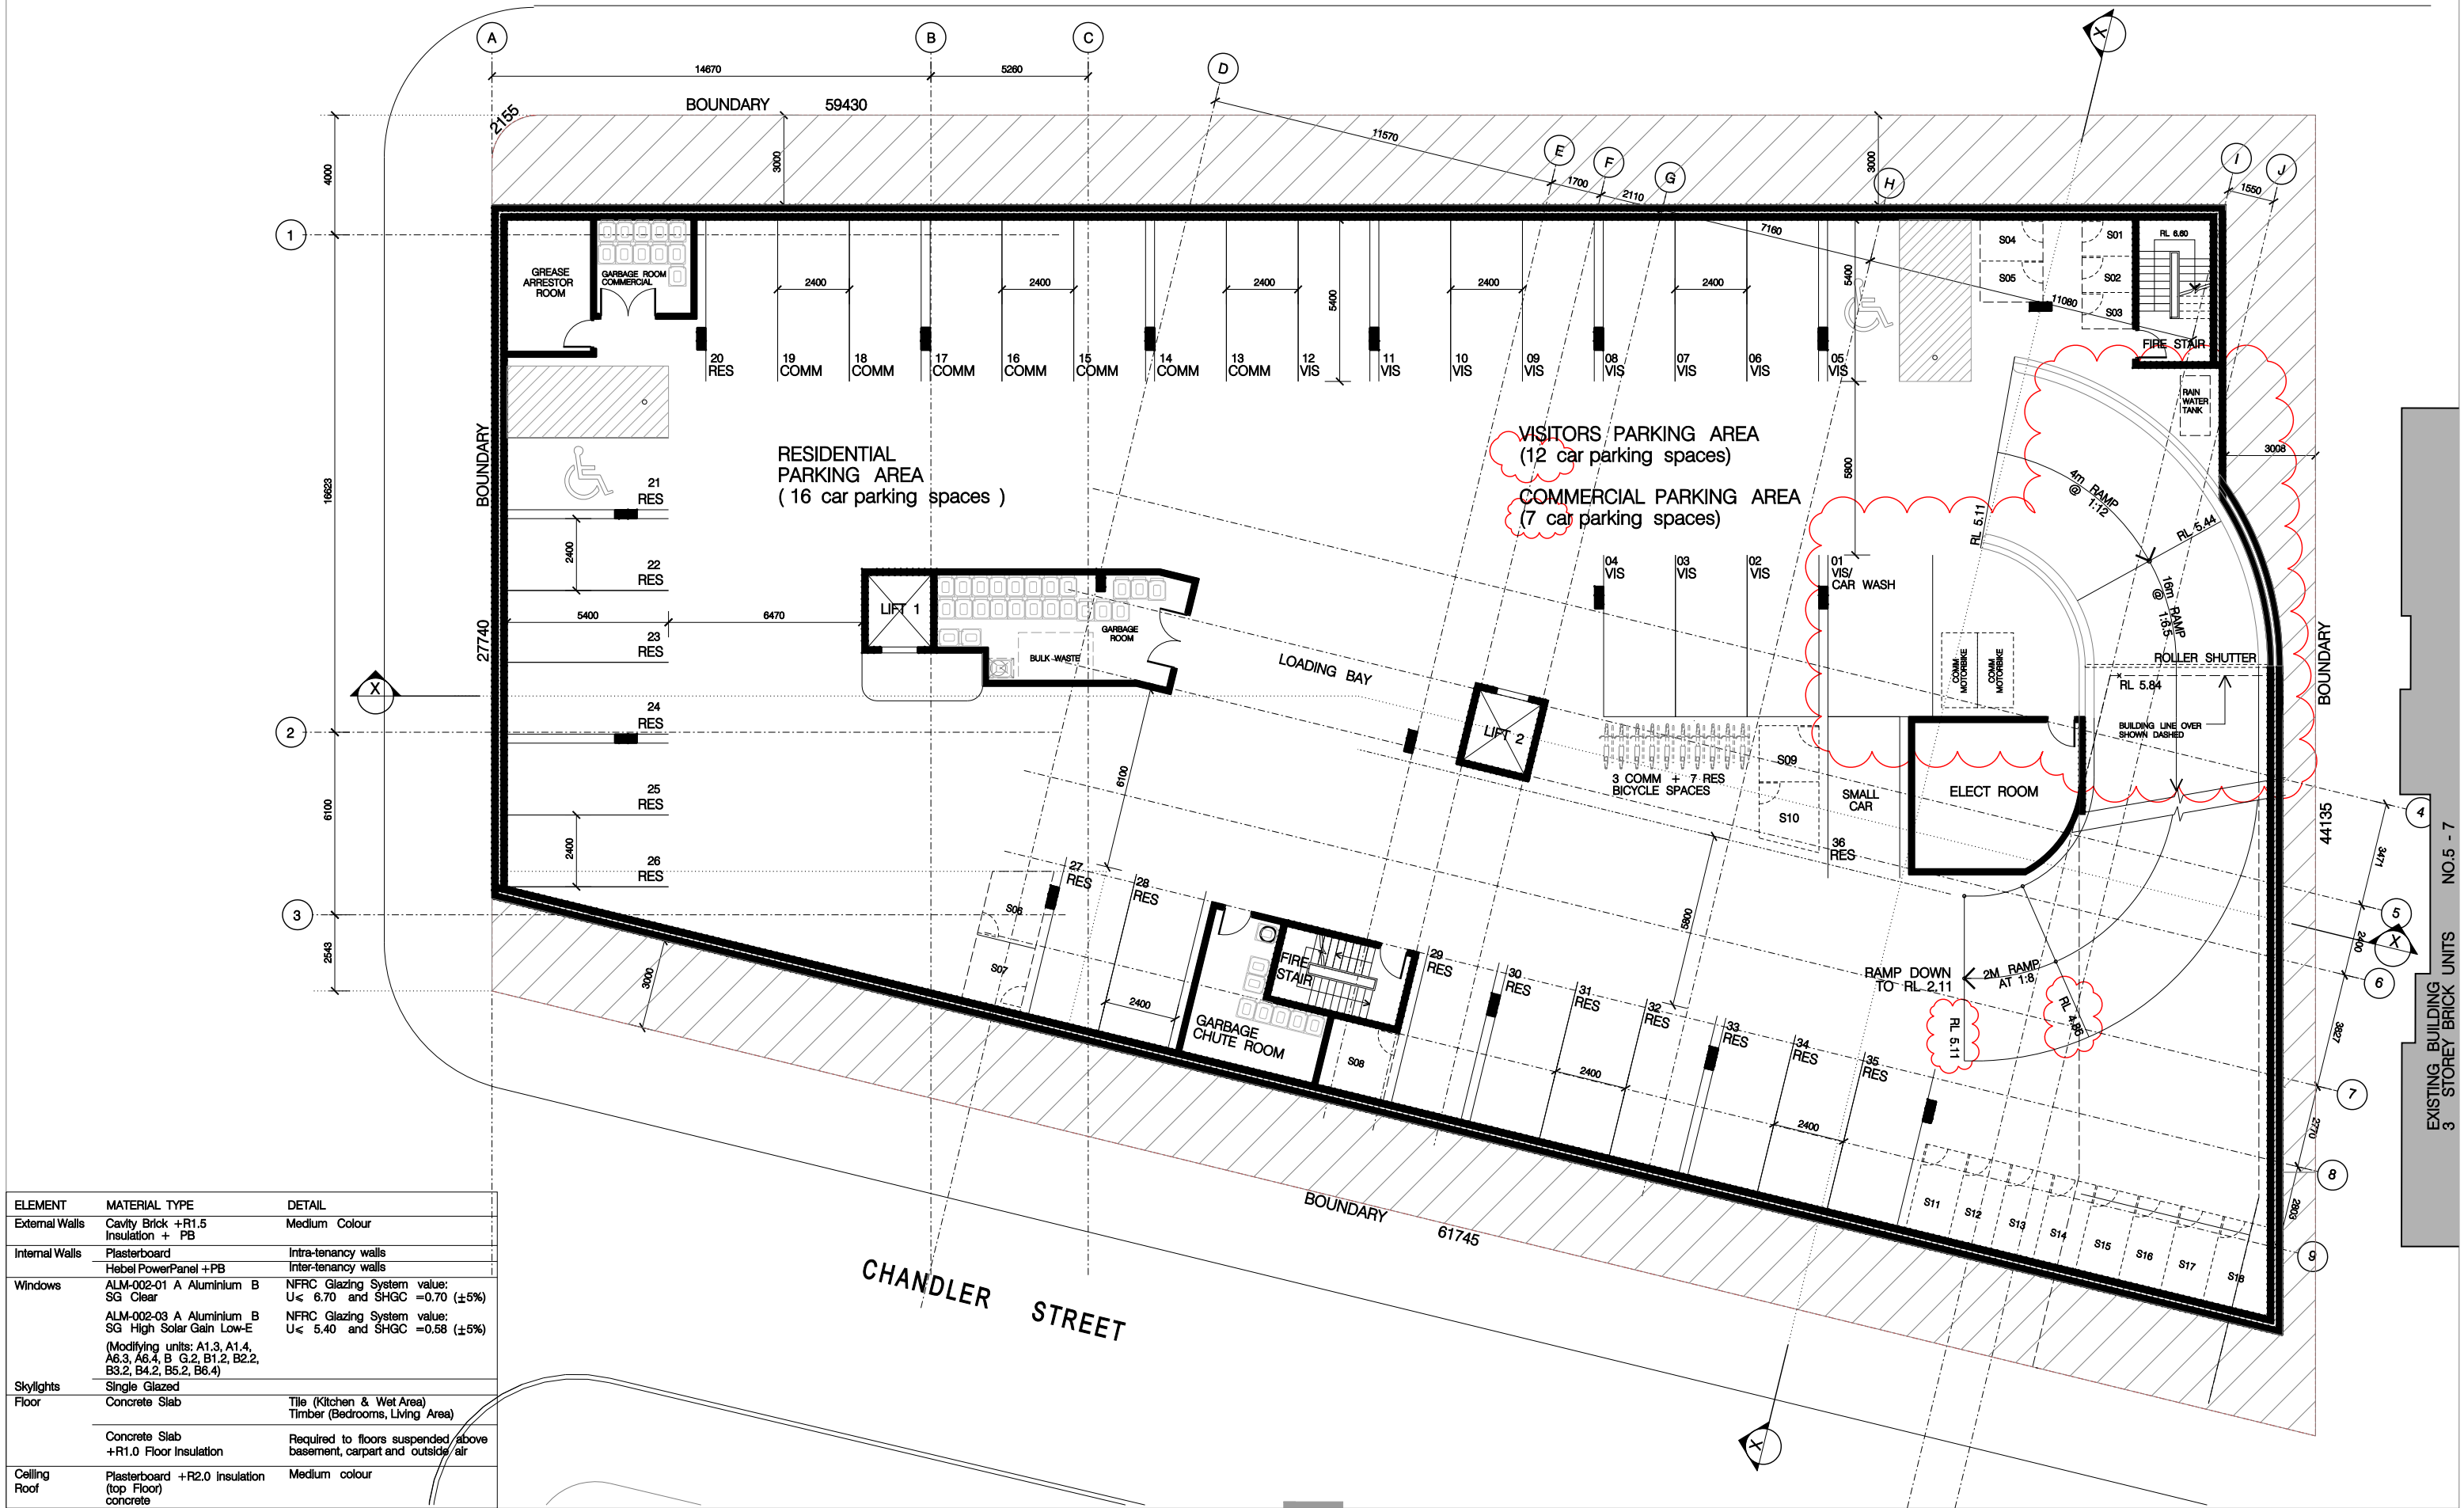 A
B
C
D
E
F
G
H
I
J
X
14670
5260
BOUNDARY 59430
2155
11570
1700
2110
7160
11080
1550
4000
3000
3000
1
GREASE
ARRESTOR
ROOM
GARBAGE ROOM
COMMERCIAL
2400
2400
2400
5400
2400
2400
5400
S04
S05
S01
S02
S03
RL 6.60
FIRE STAIR
20
RES
19
COMM
18
COMM
17
COMM
16
COMM
15
COMM
14
COMM
13
COMM
12
VIS
11
VIS
10
VIS
09
VIS
08
VIS
07
VIS
06
VIS
05
VIS
RAIN
WATER
TANK
BOUNDARY
27740
16623
RESIDENTIAL
PARKING AREA
( 16 car parking spaces )
VISITORS PARKING AREA
(12 car parking spaces)
COMMERCIAL PARKING AREA
(7 car parking spaces)
5800
3008
4m RAMP
@ 1:12
RL 5.11
RL 5.44
16m RAMP
@ 1:6.5
21
RES
2400
22
RES
5400
6470
23
RES
24
RES
25
RES
2400
26
RES
LIFT 1
GARBAGE
ROOM
BULK WASTE
LOADING BAY
LIFT 2
04
VIS
03
VIS
02
VIS
01
VIS/
CAR WASH
COMM
MOTORBIKE
COMM
MOTORBIKE
ROLLER SHUTTER
RL 5.84
BUILDING LINE OVER
SHOWN DASHED
BOUNDARY
44135
X
2
6100
3
2543
3000
6100
3 COMM + 7 RES
BICYCLE SPACES
S09
S10
SMALL
CAR
36
RES
ELECT ROOM
4
3471
5
X
2400
6
3827
7
2770
8
2803
9
EXISTING BUILDING NO.5 - 7
3 STOREY BRICK UNITS
27
RES
28
RES
S06
S07
2400
FIRE
STAIR
GARBAGE
CHUTE ROOM
S08
29
RES
30
RES
31
RES
32
RES
33
RES
34
RES
35
RES
5800
2400
2400
RAMP DOWN
TO RL 2.11
2M RAMP
AT 1:8
RL 5.11
RL 4.86
S11
S12
S13
S14
S15
S16
S17
S18
BOUNDARY
61745
CHANDLER STREET
X
ELEMENT MATERIAL TYPE DETAIL
External Walls Cavity Brick +R1.5 Medium Colour
Insulation + PB
Internal Walls Plasterboard Intra-tenancy walls
Hebel PowerPanel +PB Inter-tenancy walls
Windows ALM-002-01 A Aluminium B NFRC Glazing System value:
SG Clear U≤ 6.70 and SHGC =0.70 (±5%)
ALM-002-03 A Aluminium B NFRC Glazing System value:
SG High Solar Gain Low-E U≤ 5.40 and SHGC =0.58 (±5%)
(Modifying units: A1.3, A1.4,
A6.3, A6.4, B G.2, B1.2, B2.2,
B3.2, B4.2, B5.2, B6.4)
Skylights Single Glazed
Floor Concrete Slab Tile (Kitchen & Wet Area)
Timber (Bedrooms, Living Area)
Concrete Slab Required to floors suspended above
+R1.0 Floor Insulation basement, carpart and outside air
Ceiling Plasterboard +R2.0 insulation Medium colour
Roof (top Floor)
concrete